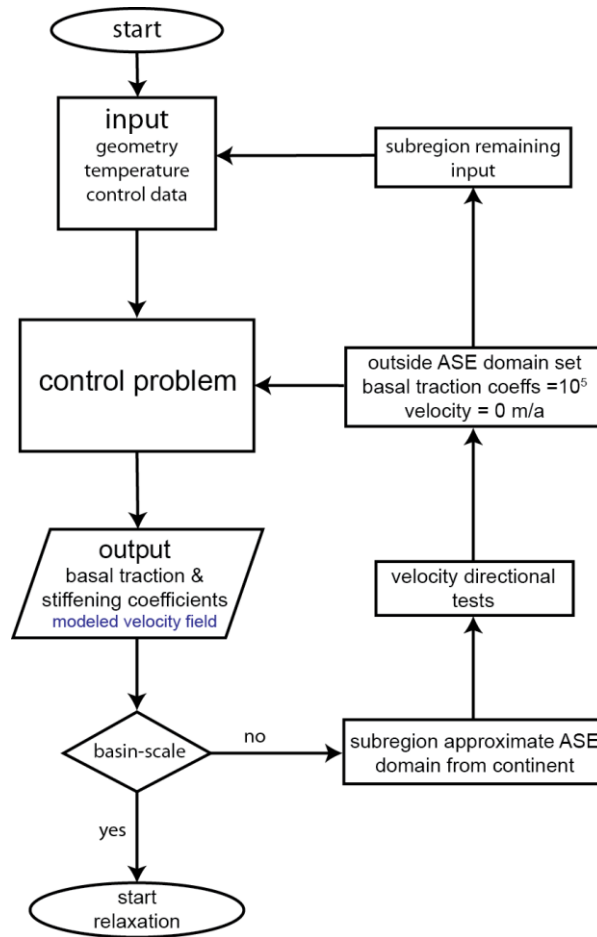 start
input
geometry
temperature
control data
subregion remaining
input
control problem
outside ASE domain set
basal traction coeffs =10⁵
velocity = 0 m/a
output
basal traction &
stiffening coefficients
modeled velocity field
velocity directional
tests
basin-scale
no
subregion approximate ASE
domain from continent
yes
start
relaxation